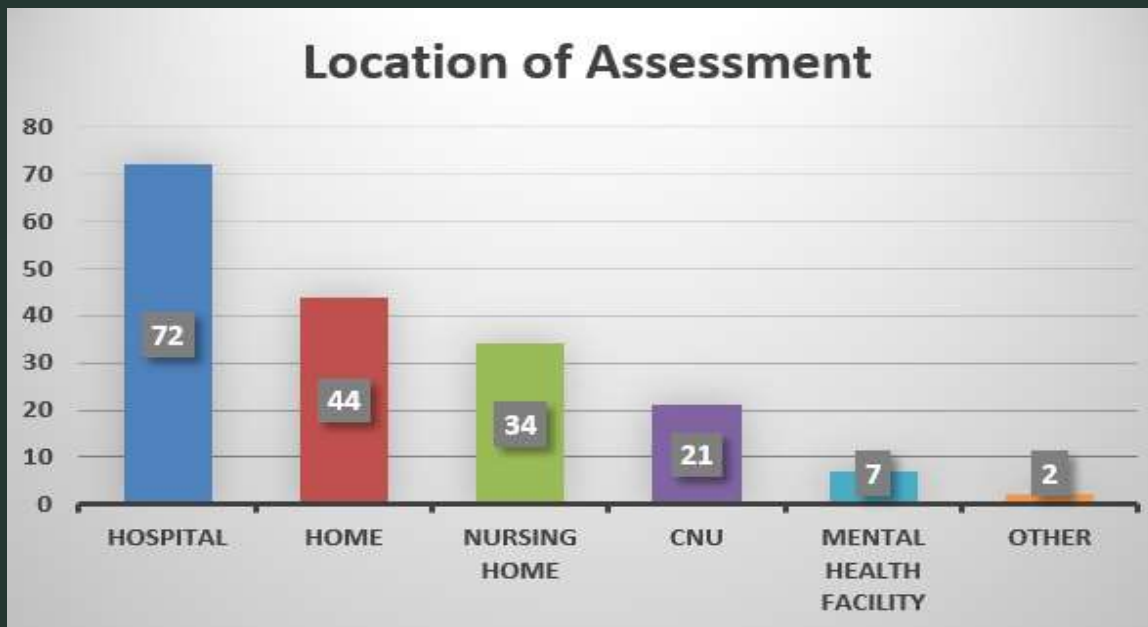 Location of Assessment
80
70
60
50
40
30
20
10
0
72
44
34
21
7
2
HOSPITAL
HOME
NURSING
HOME
CNU
MENTAL
HEALTH
FACILITY
OTHER